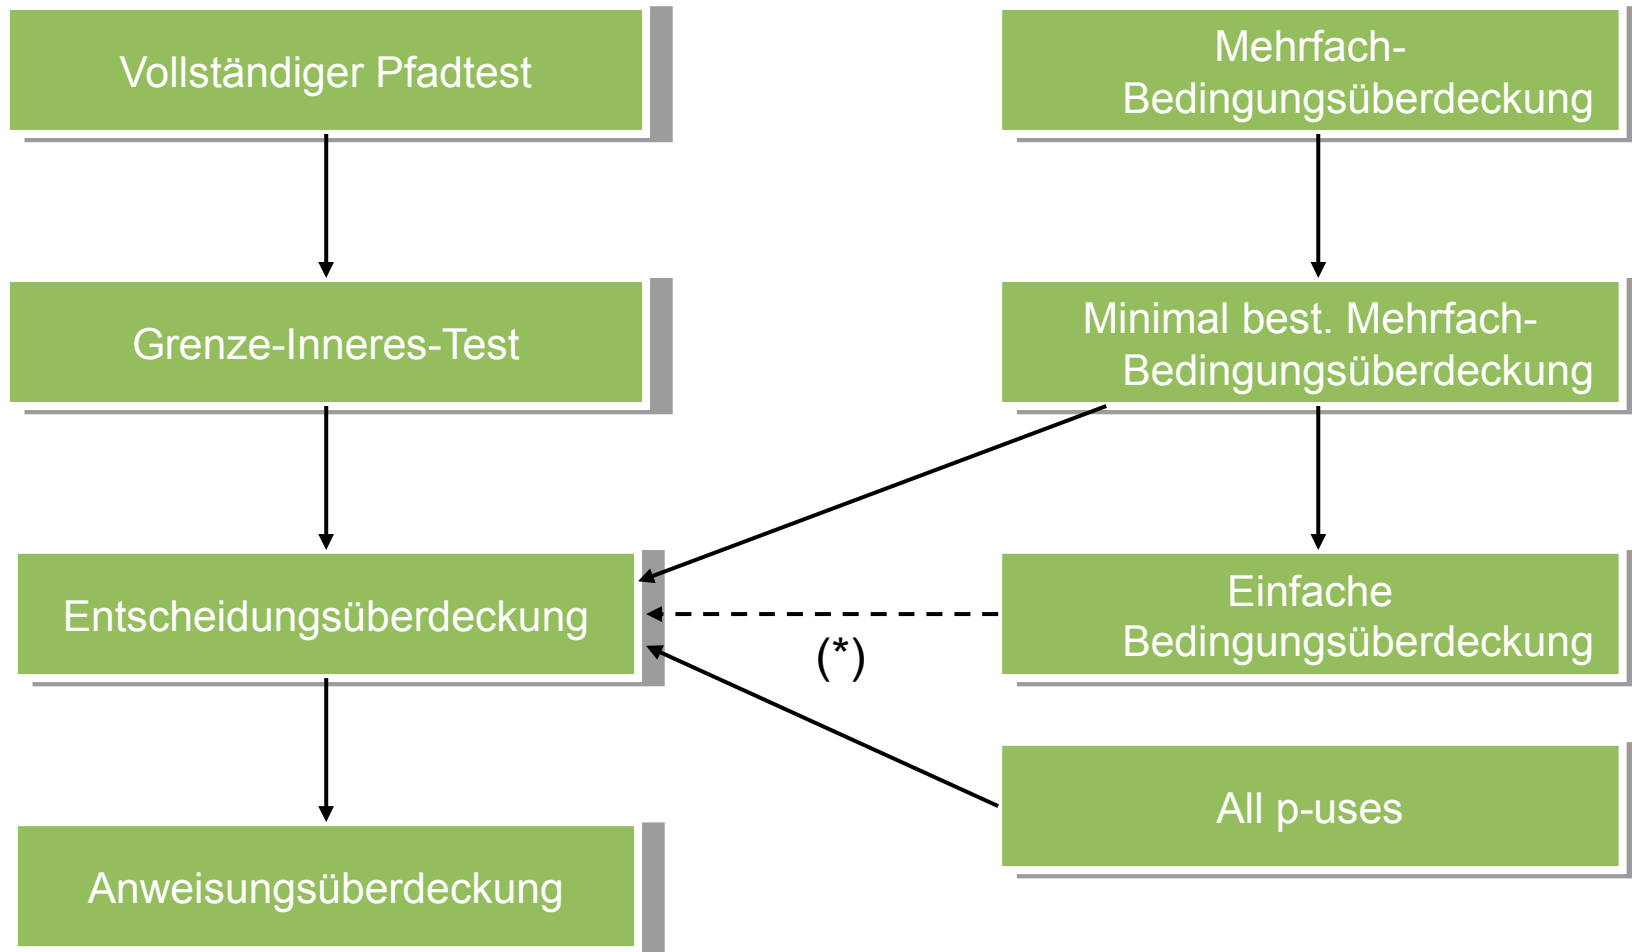 Vollständiger Pfadtest
Mehrfach-
Bedingungsüberdeckung
Grenze-Inneres-Test
Minimal best. Mehrfach-
Bedingungsüberdeckung
Entscheidungsüberdeckung
(*)
Einfache
Bedingungsüberdeckung
All p-uses
Anweisungsüberdeckung